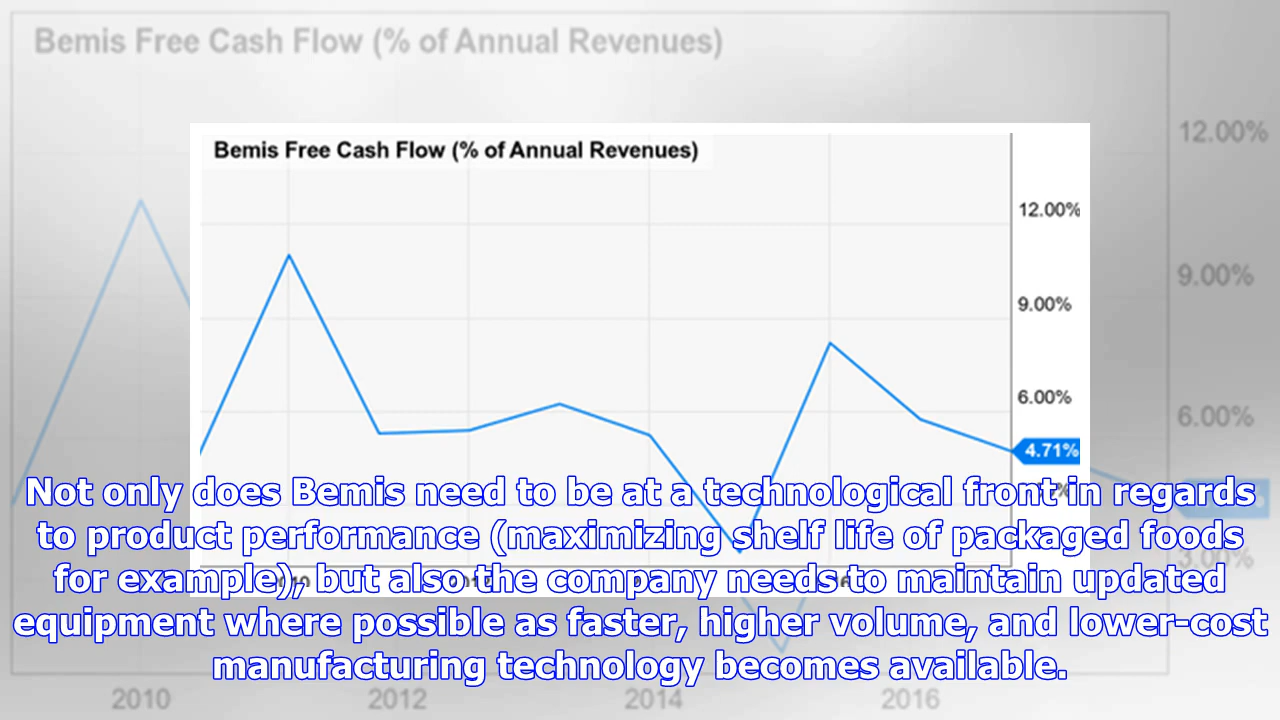 Bemis Free Cash Flow (% of Annual Revenues)
12.00%
Bemis Free Cash Flow (% of Annual Revenues)
12.00%
9.00%
9.00%
6.00%
6.00%
4.71%
Not only does Bemis need to be at a technological front in regards
to product performance (maximizing shelf life of packaged foods
3.00%
for example), but also the company needs to maintain updated
equipment where possible as faster, higher volume, and lower-cost
manufacturing technology becomes available.
2010 2012 2014 2016